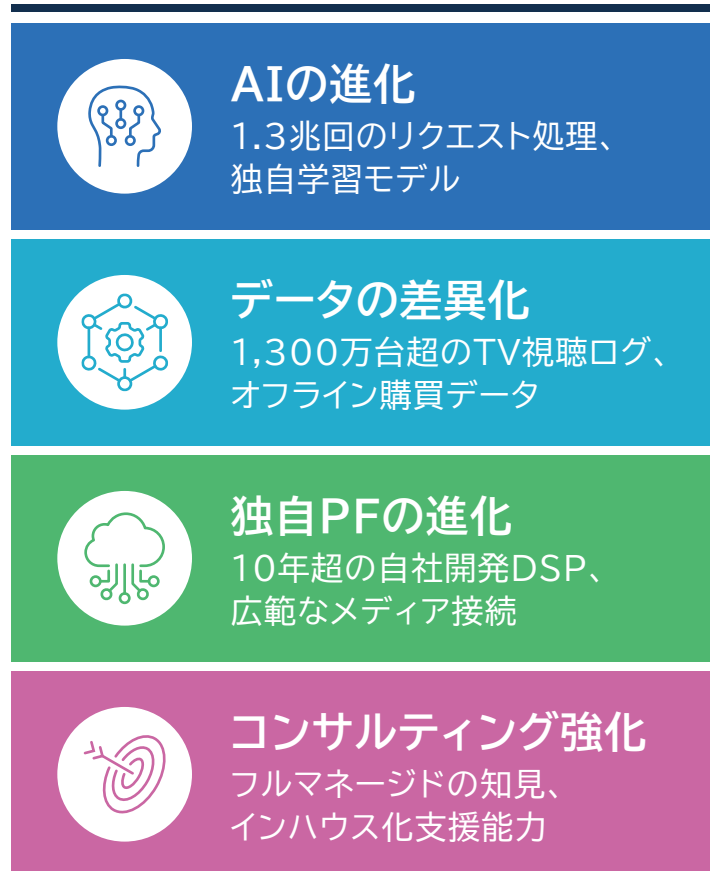 AIの進化
1.3兆回のリクエスト処理、
独自学習モデル
データの差異化
1,300万台超のTV視聴ログ、
オフライン購買データ
独自PFの進化
10年超の自社開発DSP、
広範なメディア接続
コンサルティング強化
フルマネージドの知見、
インハウス化支援能力